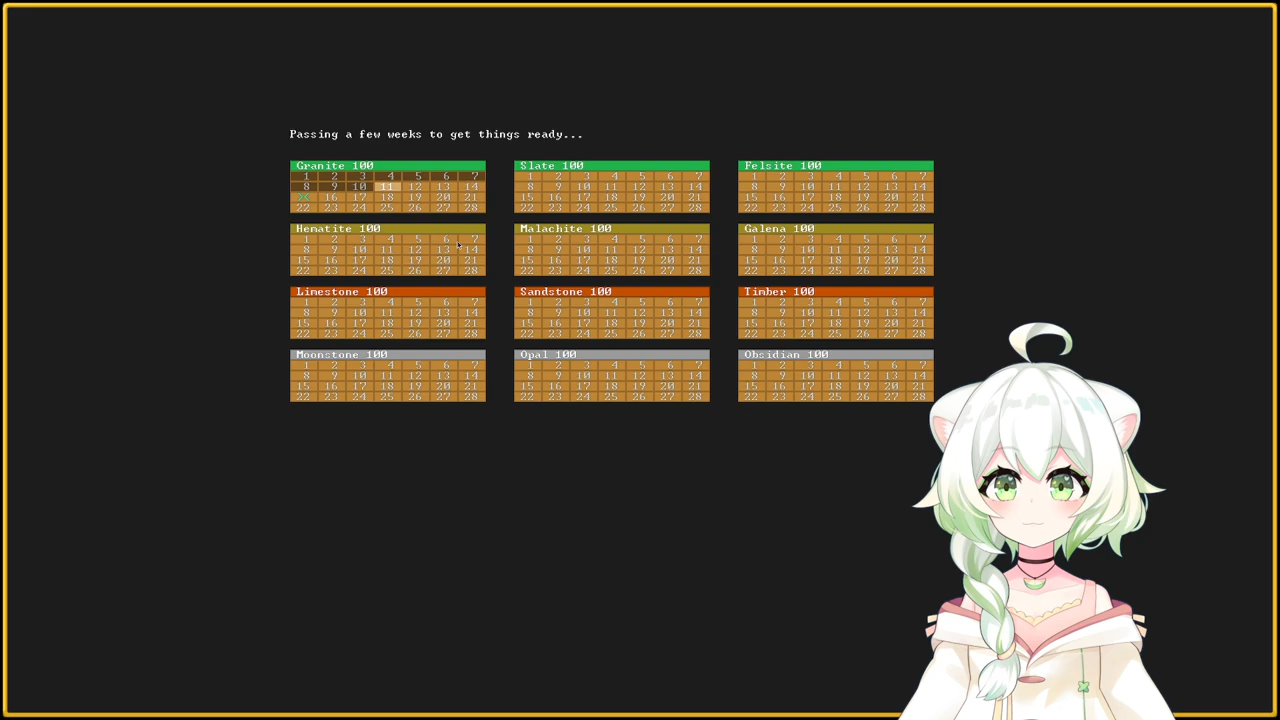 Passing a few weeks to get things ready...
Granite 100 Slate 100 Felsite 100
1 2 3 4 5 6 7 1 2 3 4 5 6 7 1 2 3 4 5 6 7
8 9 10 11 12 13 14 8 9 10 11 12 13 14 8 9 10 11 12 13 14
16 17 18 19 20 21 15 16 17 18 19 20 21 15 16 17 18 19 20 21
22 23 24 25 26 27 28 22 23 24 25 26 27 28 22 23 24 25 26 27 28
Hematite 100 Malachite 100 Galena 100
1 2 3 4 5 6 7 1 2 3 4 5 6 7 1 2 3 4 5 6 7
8 9 10 11 12 13 14 8 9 10 11 12 13 14 8 9 10 11 12 13 14
15 16 17 18 19 20 21 15 16 17 18 19 20 21 15 16 17 18 19 20 21
22 23 24 25 26 27 28 22 23 24 25 26 27 28 22 23 24 25 26 27 28
Limestone 100 Sandstone 100 Timber 100
1 2 3 4 5 6 7 1 2 3 4 5 6 7 1 2 3 4 5 6 7
8 9 10 11 12 13 14 8 9 10 11 12 13 14 8 9 10 11 12 13 14
15 16 17 18 19 20 21 15 16 17 18 19 20 21 15 16 17 18 19 20 21
22 23 24 25 26 27 28 22 23 24 25 26 27 28 22 23 24 25 26 27 28
Moonstone 100 Opal 100 Obsidian 100
1 2 3 4 5 6 7 1 2 3 4 5 6 7 1 2 3 4 5 6 7
8 9 10 11 12 13 14 8 9 10 11 12 13 14 8 9 10 11 12 13 14
15 16 17 18 19 20 21 15 16 17 18 19 20 21 15 16 17 18 19 20 21
22 23 24 25 26 27 28 22 23 24 25 26 27 28 22 23 24 25 26 27 28